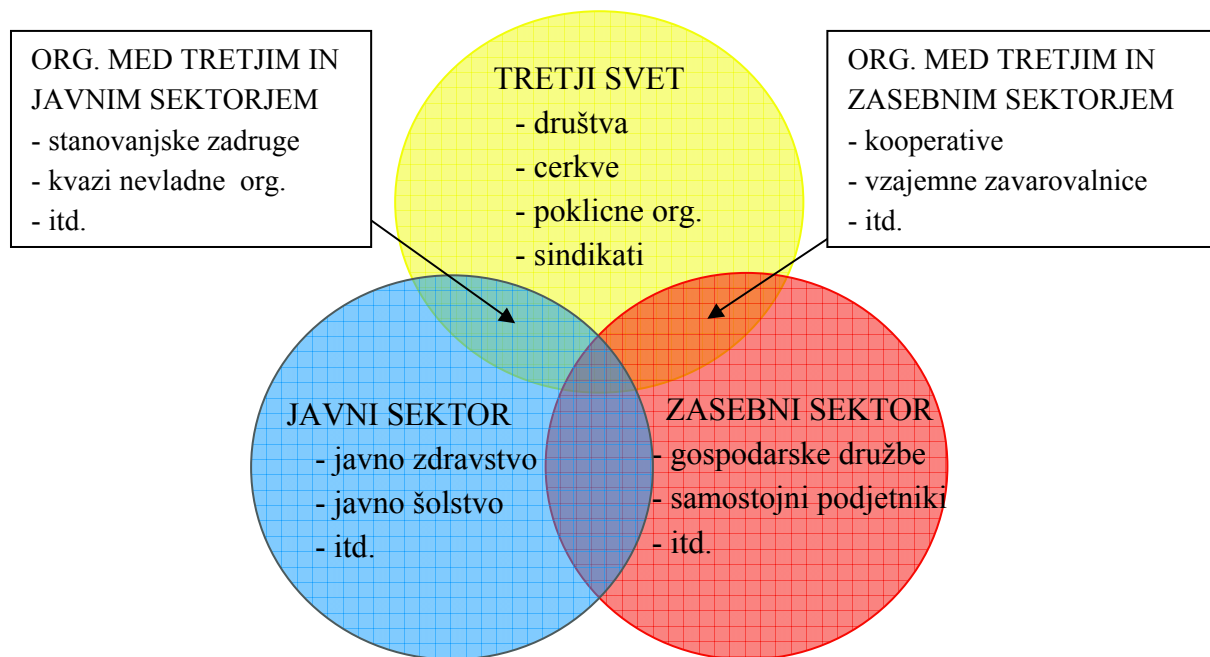 ORG. MED TRETJIM IN
JAVNIM SEKTORJEM
- stanovanjske zadruge
- kvazi nevladne org.
- itd.
TRETJI SVET
- društva
- cerkve
- poklicne org.
- sindikati
ORG. MED TRETJIM IN
ZASEBNIM SEKTORJEM
- kooperative
- vzajemne zavarovalnice
- itd.
JAVNI SEKTOR
- javno zdravstvo
- javno šolstvo
- itd.
ZASEBNI SEKTOR
- gospodarske družbe
- samostojni podjetniki
- itd.